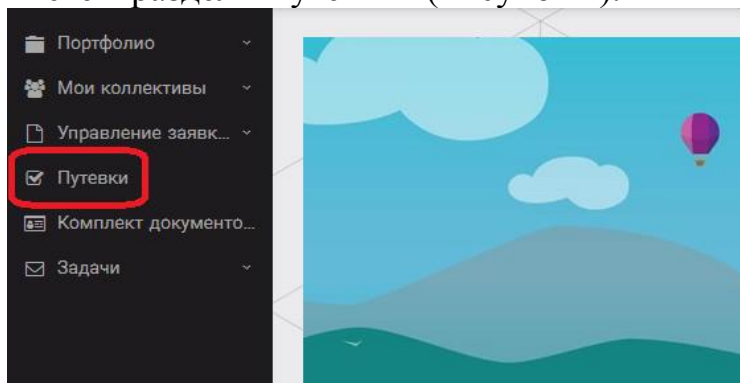 Портфолио
Мои коллективы
Управление заявк...
Путевки
Комплект документо...
Задачи